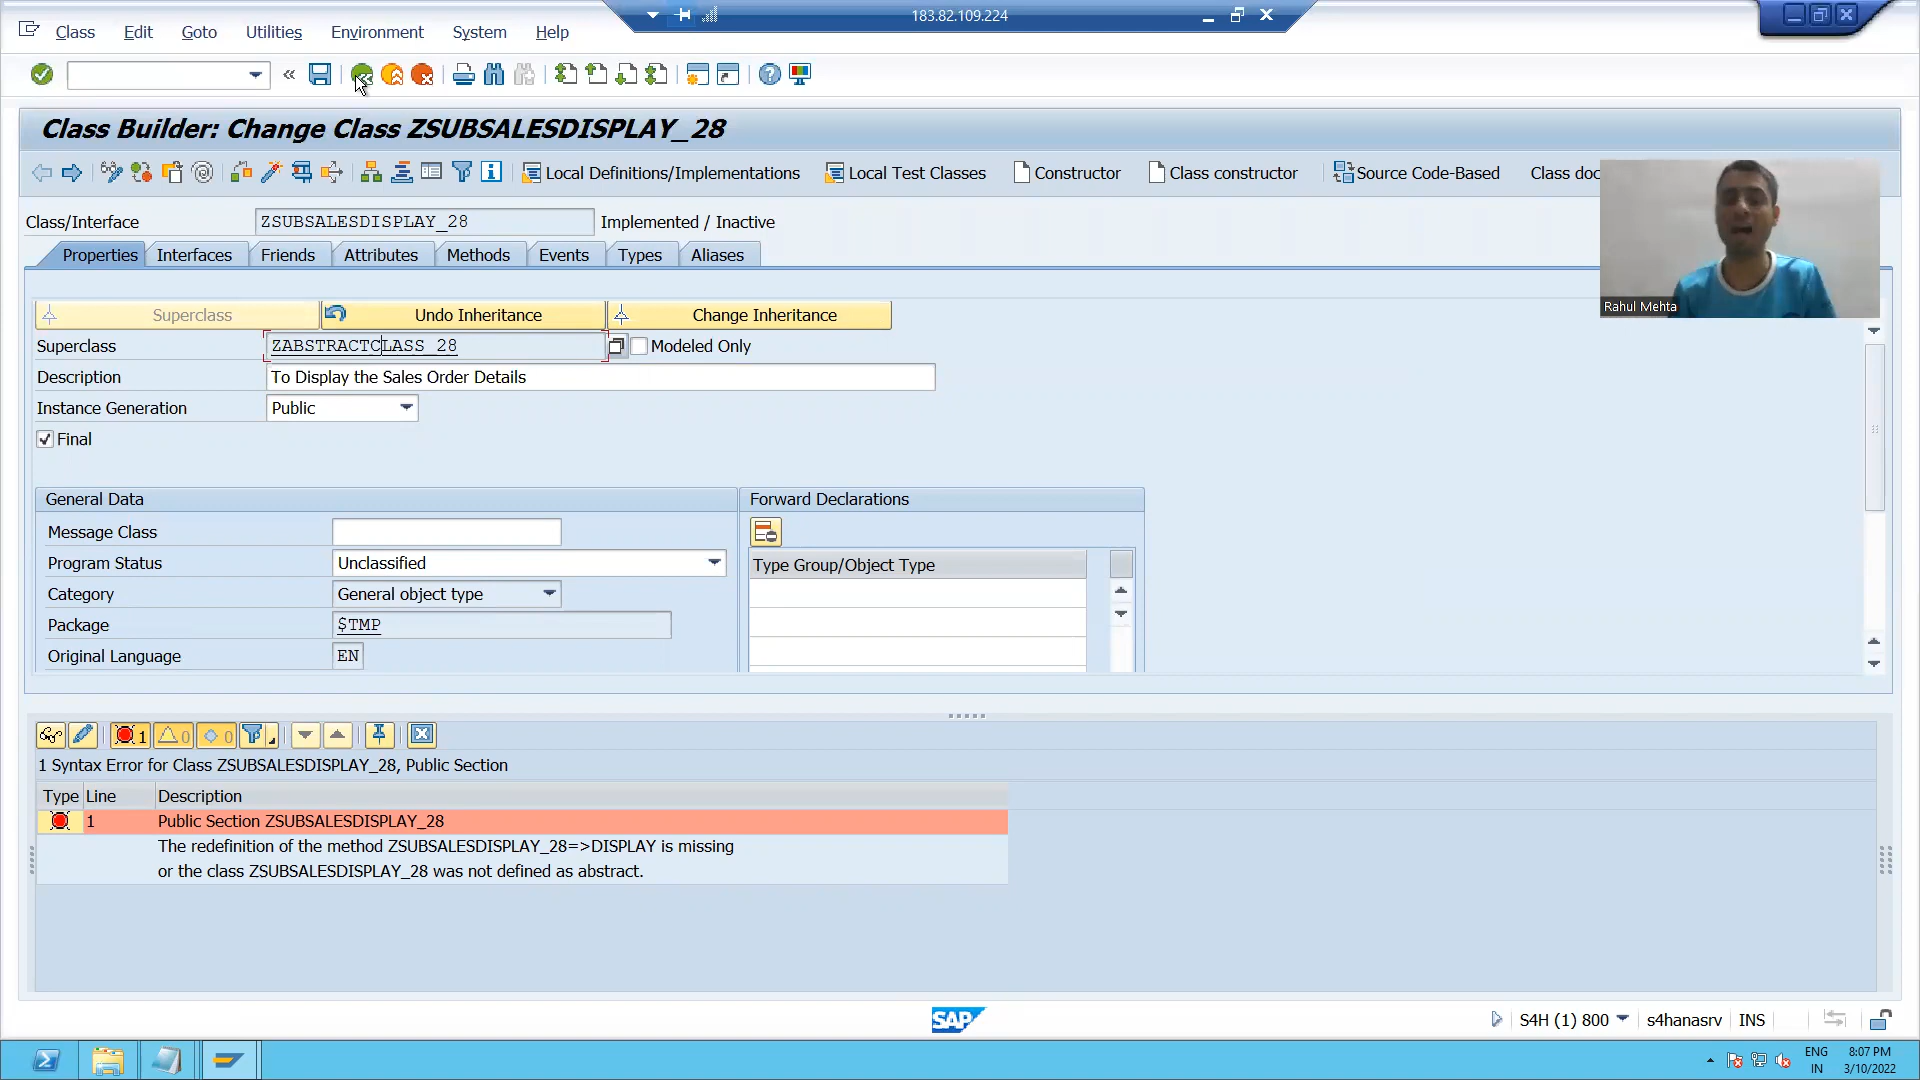 183.82.109.224
Class Edit Goto Utilities Environment System Help
Class Builder: Change Class ZSUBSALESDISPLAY_28
Local Definitions/Implementations Local Test Classes Constructor Class constructor Source Code-Based Class doc
Class/Interface ZSUBSALESDISPLAY_28 Implemented / Inactive
Properties Interfaces Friends Attributes Methods Events Types Aliases
Rahul Mehta
Superclass Undo Inheritance Change Inheritance
Superclass ZABSTRACTCLASS_28 Modeled Only
Description To Display the Sales Order Details
Instance Generation Public
Final
General Data Forward Declarations
Message Class
Program Status Unclassified Type Group/Object Type
Category General object type
Package $TMP
Original Language EN
1 0 0
1 Syntax Error for Class ZSUBSALESDISPLAY_28, Public Section
Type Line Description
1 Public Section ZSUBSALESDISPLAY_28
The redefinition of the method ZSUBSALESDISPLAY_28=>DISPLAY is missing
or the class ZSUBSALESDISPLAY_28 was not defined as abstract.
SAP S4H (1) 800 s4hanasrv INS
ENG 8:07 PM
IN 3/10/2022